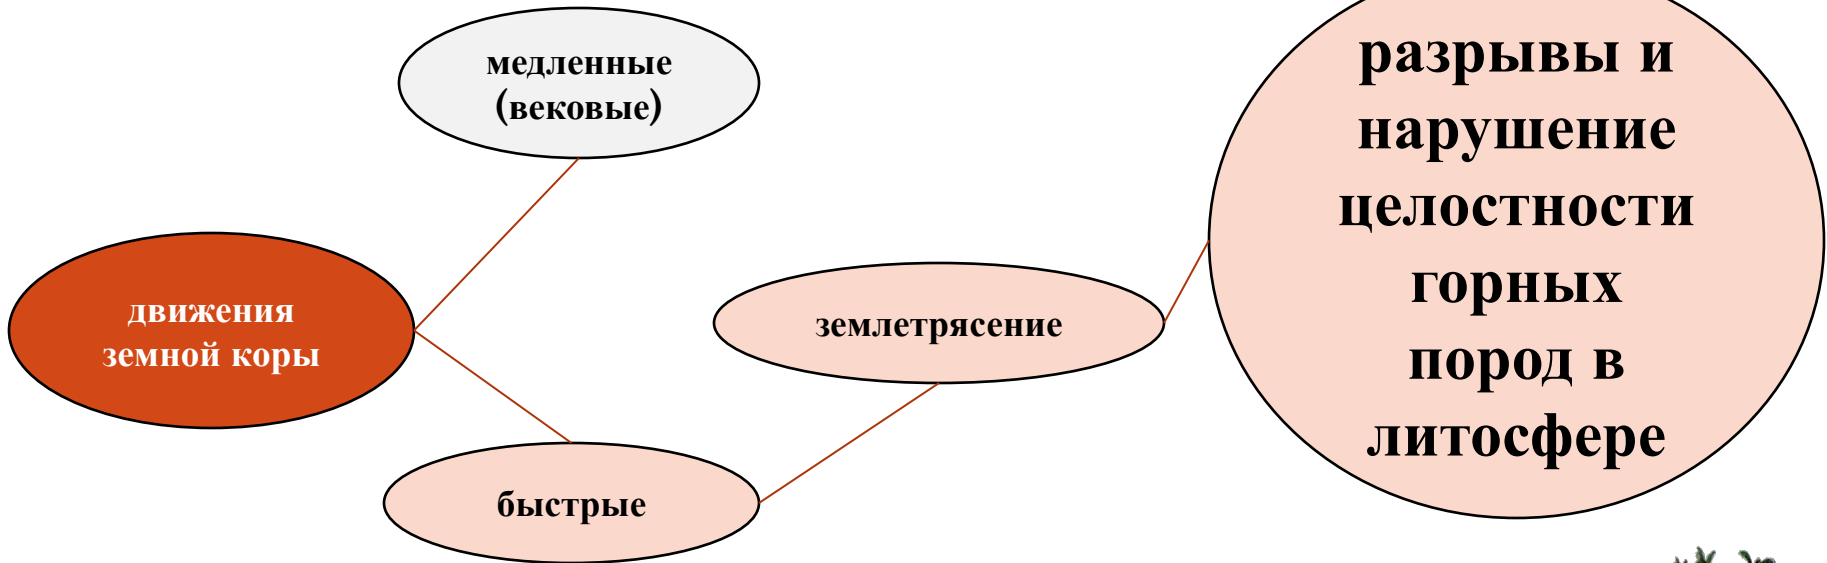 медленные
(вековые)
движения
земной коры
быстрые
землетрясение
разрывы и
нарушение
целостности
горных
пород в
литосфере